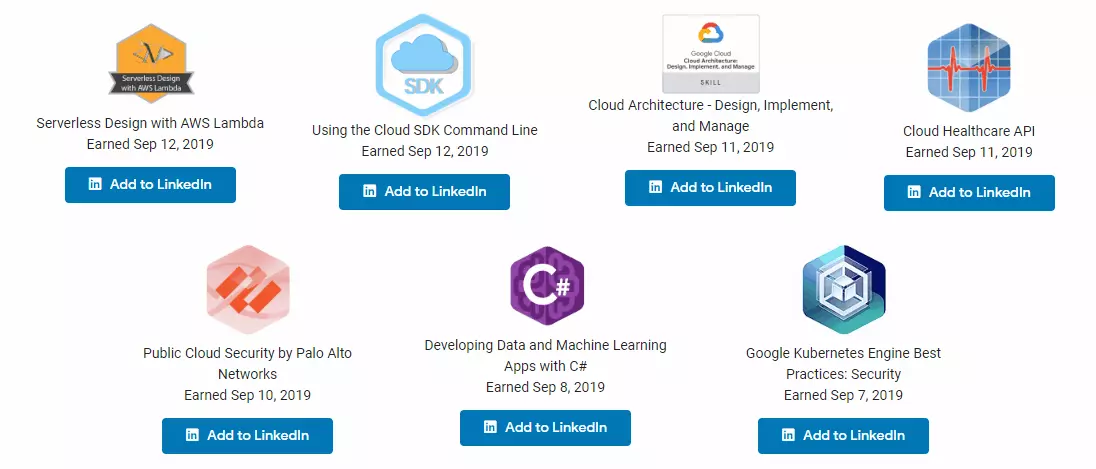 Serverless Design
with AWS Lambda
Serverless Design with AWS Lambda
Earned Sep 12, 2019
in Add to LinkedIn
SDK
Using the Cloud SDK Command Line
Earned Sep 12, 2019
in Add to LinkedIn
Google Cloud
Cloud Architecture:
Design, Implement, and Manage
SKILL
Cloud Architecture - Design, Implement,
and Manage
Earned Sep 11, 2019
in Add to LinkedIn
Cloud Healthcare API
Earned Sep 11, 2019
in Add to LinkedIn
Public Cloud Security by Palo Alto
Networks
Earned Sep 10, 2019
in Add to LinkedIn
C#
Developing Data and Machine Learning
Apps with C#
Earned Sep 8, 2019
in Add to LinkedIn
Google Kubernetes Engine Best
Practices: Security
Earned Sep 7, 2019
in Add to LinkedIn